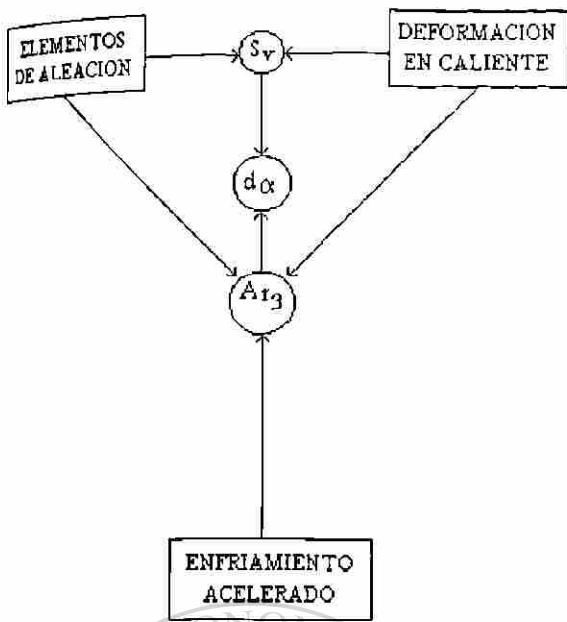 ELEMENTOS
DE ALEACION
Sv
DEFORMACION
EN CALIENTE
dα
Ar3
ENFRIAMIENTO
ACELERADO